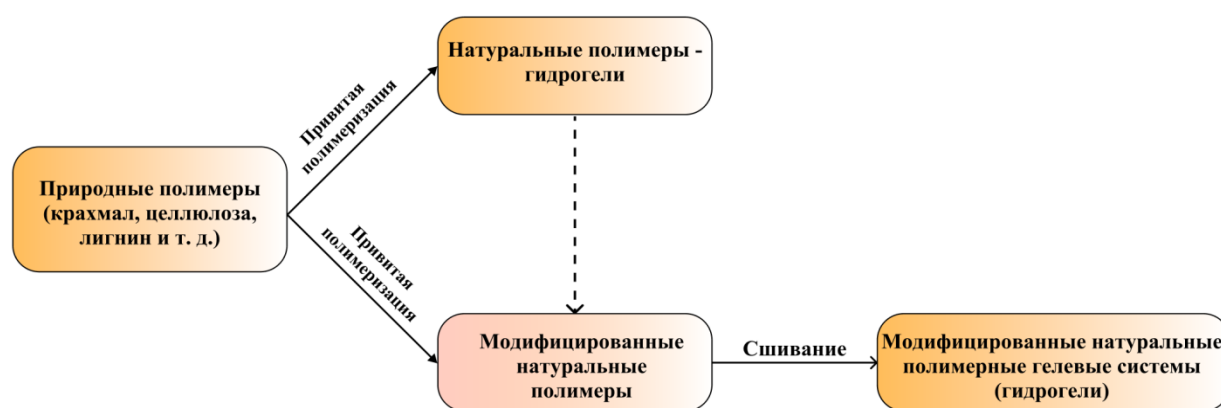 Натуральные полимеры -
гидрогели
Привитая
полимеризация
Природные полимеры
(крахмал, целлюлоза,
лигнин и т. д.)
Привитая
полимеризация
Модифицированные
натуральные
полимеры
Сшивание
Модифицированные натуральные
полимерные гелевые системы
(гидрогели)